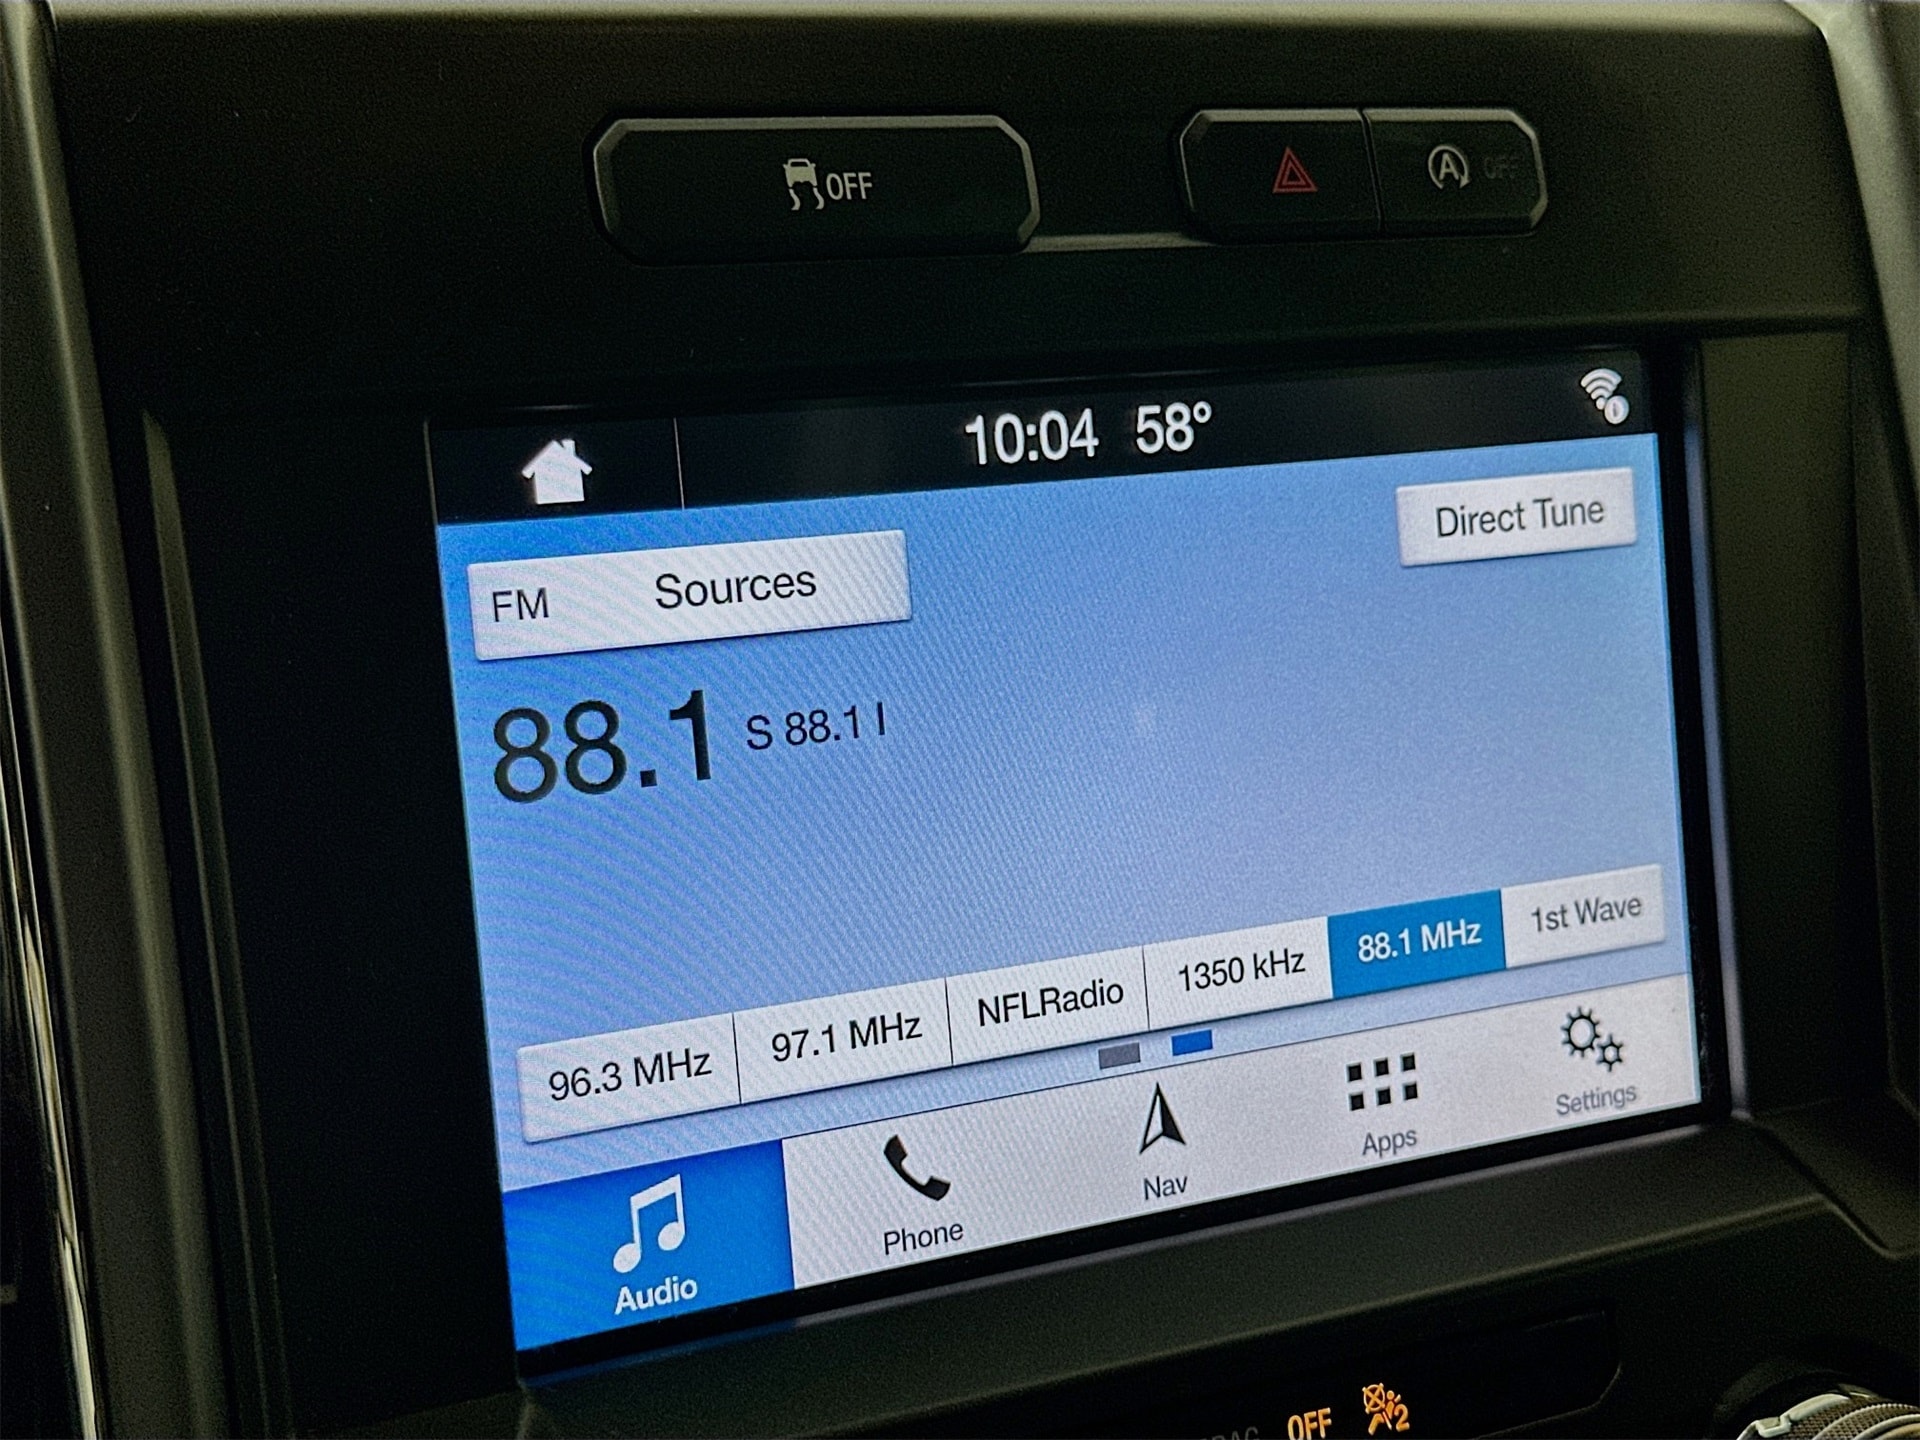 OFF
A OFF
10:04 58°
Direct Tune
FM Sources
88.1 S 88.1 I
96.3 MHz 97.1 MHz NFLRadio 1350 kHz 88.1 MHz 1st Wave
Audio Phone Nav Apps Settings
OFF 2